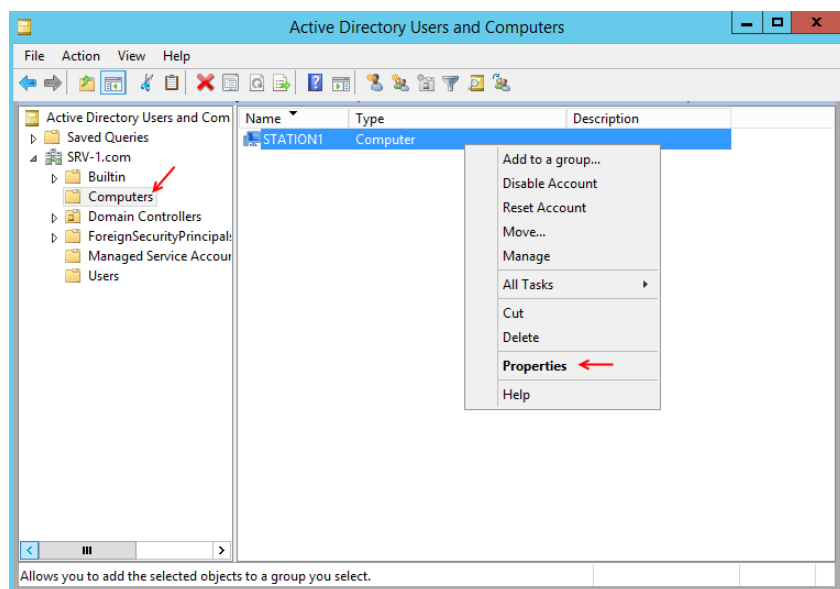 Active Directory Users and Computers
File Action View Help
Active Directory Users and Com
Saved Queries
SRV-1.com
Builtin
Computers
Domain Controllers
ForeignSecurityPrincipal:
Managed Service Accour
Users
Name Type Description
STATION1 Computer
Add to a group...
Disable Account
Reset Account
Move...
Manage
All Tasks
Cut
Delete
Properties
Help
Allows you to add the selected objects to a group you select.